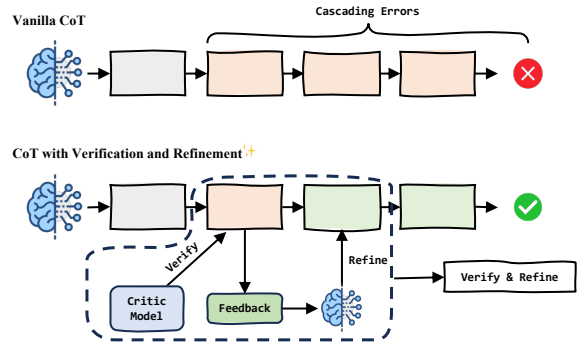 Cascading Errors
Vanilla CoT
CoT with Verification and Refinement
Verify
Refine
Verify & Refine
Critic
Model
Feedback